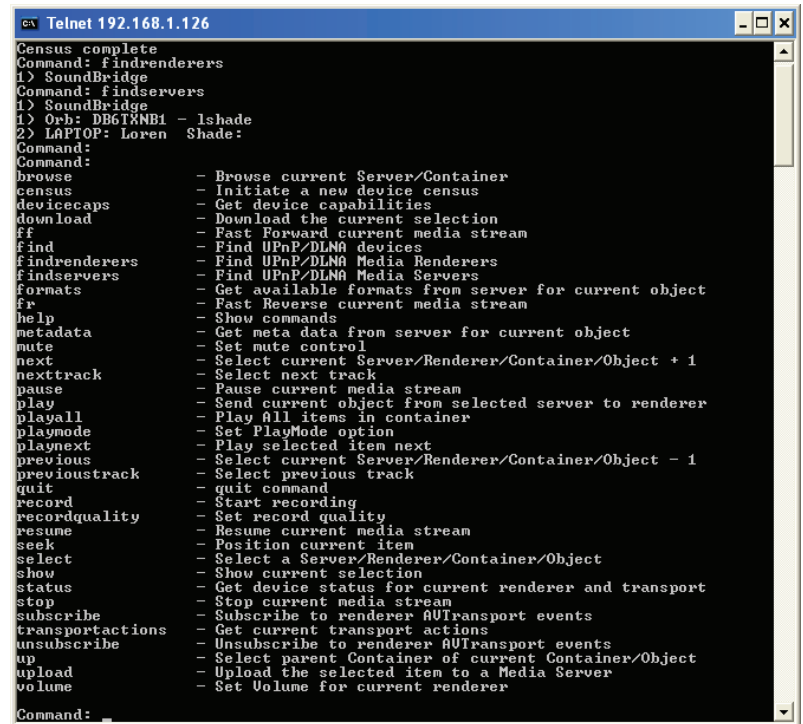 Telnet 192.168.1.126
Census complete
Command: findrenderers
1) SoundBridge
Command: findservers
1) SoundBridge
1) Orb: DB6TXNB1 - lshade
2) LAPTOP: Loren  Shade:
Command:
Command:
browse - Browse current Server/Container
census - Initiate a new device census
devicecaps - Get device capabilities
download - Download the current selection
ff - Fast Forward current media stream
find - Find UPnP/DLNA devices
findrenderers - Find UPnP/DLNA Media Renderers
findservers - Find UPnP/DLNA Media Servers
formats - Get available formats from server for current object
fr - Fast Reverse current media stream
help - Show commands
metadata - Get meta data from server for current object
mute - Set mute control
next - Select current Server/Renderer/Container/Object + 1
nexttrack - Select next track
pause - Pause current media stream
play - Send current object from selected server to renderer
playall - Play All items in container
playmode - Set PlayMode option
playnext - Play selected item next
previous - Select current Server/Renderer/Container/Object - 1
previoustrack - Select previous track
quit - quit command
record - Start recording
recordquality - Set record quality
resume - Resume current media stream
seek - Position current item
select - Select a Server/Renderer/Container/Object
show - Show current selection
status - Get device status for current renderer and transport
stop - Stop current media stream
subscribe - Subscribe to renderer AVTransport events
transportactions - Get current transport actions
unsubscribe - Unsubscribe to renderer AVTransport events
up - Select parent Container of current Container/Object
upload - Upload the selected item to a Media Server
volume - Set Volume for current renderer
Command: _